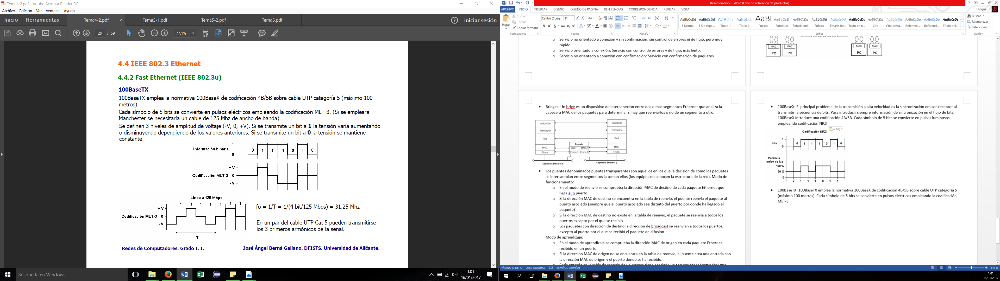 Tema4-2.pdf - Adobe Acrobat Reader DC
Archivo Edición Ver Ventana Ayuda
Inicio Herramientas Tema4-2.pdf × Tema5-1.pdf Tema5-2.pdf Tema6.pdf Iniciar sesión
29 / 59 77,1%
4.4 IEEE 802.3 Ethernet
4.4.2 Fast Ethernet (IEEE 802.3u)
100BaseTX
100BaseTX emplea la normativa 100BaseX de codificación 4B/5B sobre cable UTP categoría 5 (máximo 100
metros).
Cada símbolo de 5 bits se convierte en pulsos eléctricos empleando la codificación MLT-3. (Si se empleara
Manchester se necesitaría un cable de 125 Mhz de ancho de banda)
Se definen 3 niveles de amplitud de voltaje (-V, 0, +V). Si se transmite un bit a 1 la tensión varía aumentando
o disminuyendo dependiendo de los valores anteriores. Si se transmite un bit a 0 la tensión se mantiene
constante.
Información binaria 1 0 0 1 1 1 0 1 0
Codificación MLT-3 + V 0 - V
Línea a 125 Mbps
1 1 1 1 1 1 1
Codificación MLT-3 + V 0 - V
T
fo = 1/T = 1/(4 bit/125 Mbps) = 31.25 Mhz
En un par del cable UTP Cat 5 pueden transmitirse
los 3 primeros armónicos de la señal.
Redes de Computadores. Grado I. I. José Ángel Berná Galiano. DFISTS. Universidad de Alicante.
Búsqueda en Windows
1:01
16/01/2017
Resumen.docx - Word (Error de activación de productos)
ARCHIVO INICIO INSERTAR DISEÑO DISEÑO DE PÁGINA REFERENCIAS CORRESPONDENCIA REVISAR VISTA Diegus .
Pegar Cortar Copiar Copiar formato
Portapapeles
Calibri (Cuerp 11
N K S abc x₂ x²
Fuente
Párrafo
AaBbCcDc AaBbCcDc AaBbCc AaBbCcC AaBl AaBbCcD AaBbCcDd AaBbCcDd AaBbCcDd AaBbCcDc AaBbCcDd AaBbCcDd AaBbCcDd AaBbCcDd AaBbCcDc
¶ Normal ¶ Sin espa... Título 1 Título 2 Puesto Subtítulo Énfasis sutil Énfasis Énfasis int... Texto en n... Cita Cita desta... Referenci... Referenci... Título del...
Estilos
Buscar
Reemplazar
Seleccionar
Edición
o Servicio no orientado a conexión y sin confirmación: sin control de errores ni de flujo, pero muy
rápido
o Servicio orientado a conexión: Servicio con control de errores y de flujo, más lento.
o Servicio no orientado a conexión con confirmación: Servicio con confirmación de paquetes
MAC MAC MAC MAC
PC PC PC PC
• Bridges: Un brige es un dispositivo de interconexión entre dos o más segmentos Ethernet que analiza la
cabecera MAC de los paquetes para determinar si hay que reenviarlos o no de un segmento a otro.
Aplicación Aplicación
Transporte Transporte
Red Red
Reenvío
MAC MAC 1 MAC 2 MAC
Físico Físico 1 Físico 2 Físico
Segmento Ethernet 1 Segmento Ethernet 2
• Los puentes denominados puentes transparentes son aquellos en los que la decisión de cómo los paquetes
se intercambian entre segmentos la toman ellos (los equipos no conocen la estructura de la red). Modo de
funcionamiento:
o En el modo de reenvío se comprueba la dirección MAC de destino de cada paquete Ethernet que
llega aun puerto.
o Si la dirección MAC de destino se encuentra en la tabla de reenvío, el puente reenvía el paquete al
puerto asociado (siempre que el puerto asociado sea distinto del puerto por donde ha llegado el
paquete)
o Si la dirección MAC de destino no existe en la tabla de reenvío, el paquete se reenvía a todos los
puertos excepto por el que se recibió.
o Los paquetes con dirección de destino la dirección de broadcast se reenvían a todos los puertos,
excepto al puerto por el que se recibió el paquete de difusión.
Modo de aprendizaje:
o En el modo de aprendizaje se comprueba la dirección MAC de origen en cada paquete Ethernet
recibido en un puerto.
o Si la dirección MAC de origen no se encuentra en la tabla de reenvío, el puente crea una entrada con
la dirección MAC de origen y el puerto donde se ha recibido.
o Cada entrada en la tabla de reenvío de un puente tiene asociado un temporizador (segundos) que
• 100BaseX: El principal problema de la transmisión a alta velocidad es la sincronización emisor-receptor al
transmitir la secuencia de bits. Para introducir siempre información de sincronización en el flujo de bits,
100BaseX introduce una codificación 4B/5B. Cada símbolo de 5 bits se convierte en pulsos luminosos
empleando codificación NRZI
(Ctrl)
Codificación NRZI
bits 1 0 0 1 1 1 0 1 0
Potencia
pulso de luz
100 %
50 %
0
0 1 1 1 0 1 0
• 100BaseTX: 100BaseTX emplea la normativa 100BaseX de codificación 4B/5B sobre cable UTP categoría 5
(máximo 100 metros). Cada símbolo de 5 bits se convierte en pulsos eléctricos empleando la codificación
MLT-3.
PÁGINA 12 DE 12 2750 PALABRAS ESPAÑOL (ESPAÑA) 110 %
1:01
16/01/2017